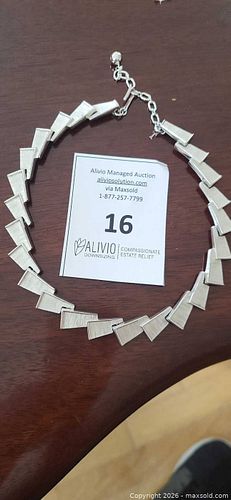 Alivio Managed Auction
aliviosolution.com
via Maxsold
1-877-257-7799
16
ALIVIO
DOWNSIZING
COMPASSIONATE
ESTATE RELIEF
Copyright © 2026 - maxsold.com